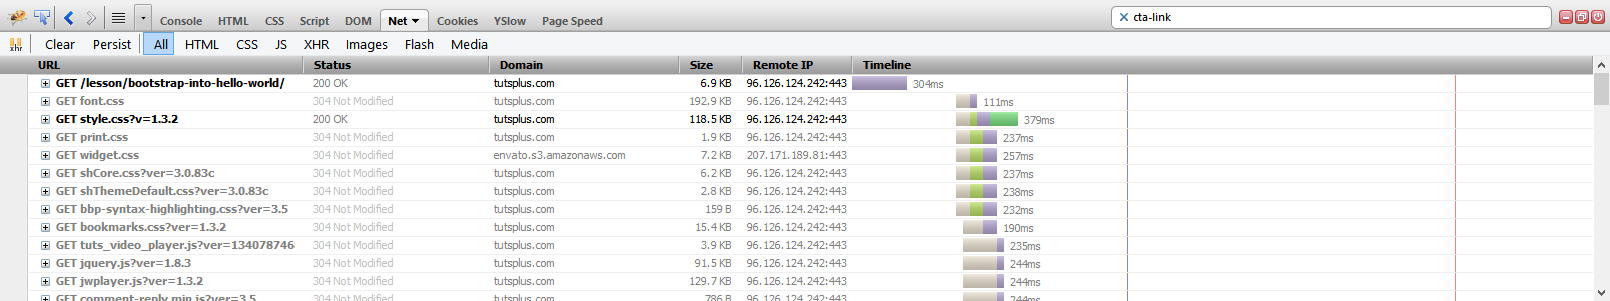 Console HTML CSS Script DOM Net Cookies YSlow Page Speed cta-link
xhr Clear Persist All HTML CSS JS XHR Images Flash Media
URL Status Domain Size Remote IP Timeline
GET /lesson/bootstrap-into-hello-world/ 200 OK tutsplus.com 6.9 KB 96.126.124.242:443 304ms
GET font.css 304 Not Modified tutsplus.com 192.9 KB 96.126.124.242:443 111ms
GET style.css?v=1.3.2 200 OK tutsplus.com 118.5 KB 96.126.124.242:443 379ms
GET print.css 304 Not Modified tutsplus.com 1.9 KB 96.126.124.242:443 237ms
GET widget.css 304 Not Modified envato.s3.amazonaws.com 7.2 KB 207.171.189.81:443 257ms
GET shCore.css?ver=3.0.83c 304 Not Modified tutsplus.com 6.2 KB 96.126.124.242:443 237ms
GET shThemeDefault.css?ver=3.0.83c 304 Not Modified tutsplus.com 2.8 KB 96.126.124.242:443 238ms
GET bbp-syntax-highlighting.css?ver=3.5 304 Not Modified tutsplus.com 159 B 96.126.124.242:443 232ms
GET bookmarks.css?ver=1.3.2 304 Not Modified tutsplus.com 15.4 KB 96.126.124.242:443 190ms
GET tuts_video_player.js?ver=134078746 304 Not Modified tutsplus.com 3.9 KB 96.126.124.242:443 235ms
GET jquery.js?ver=1.8.3 304 Not Modified tutsplus.com 91.5 KB 96.126.124.242:443 244ms
GET jwplayer.js?ver=1.3.2 304 Not Modified tutsplus.com 129.7 KB 96.126.124.242:443 244ms
GET comment-reply.min.js?ver=3.5 304 Not Modified tutsplus.com 786 B 96.126.124.242:443 244ms